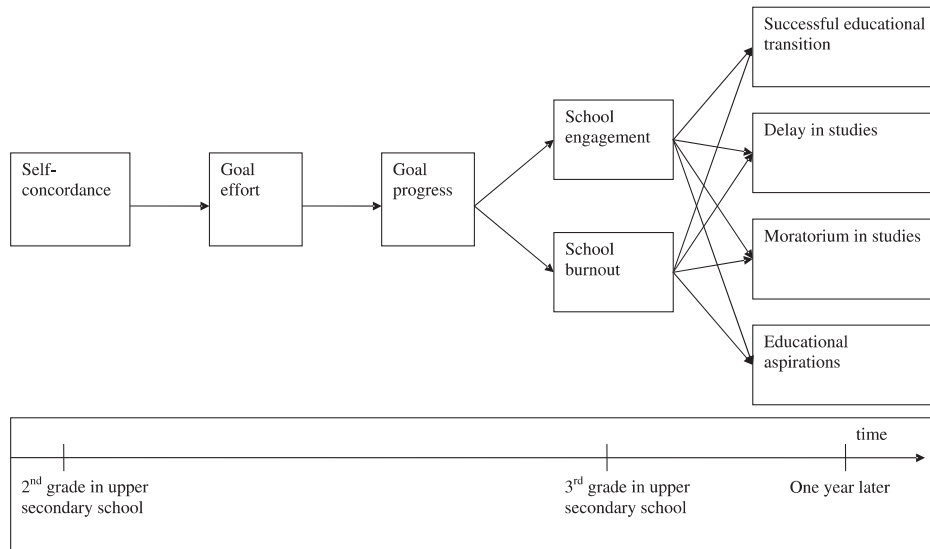 Successful educational
transition
School
engagement
Delay in studies
Self-
concordance
Goal
effort
Goal
progress
Moratorium in studies
School
burnout
Educational
aspirations
time
2nd grade in upper
secondary school
3rd grade in upper
secondary school
One year later